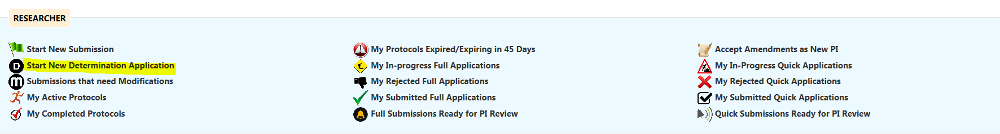 RESEARCHER
Start New Submission
D Start New Determination Application
m Submissions that need Modifications
My Active Protocols
My Completed Protocols
My Protocols Expired/Expiring in 45 Days
My In-progress Full Applications
My Rejected Full Applications
My Submitted Full Applications
Full Submissions Ready for PI Review
Accept Amendments as New PI
My In-Progress Quick Applications
My Rejected Quick Applications
My Submitted Quick Applications
Quick Submissions Ready for PI Review